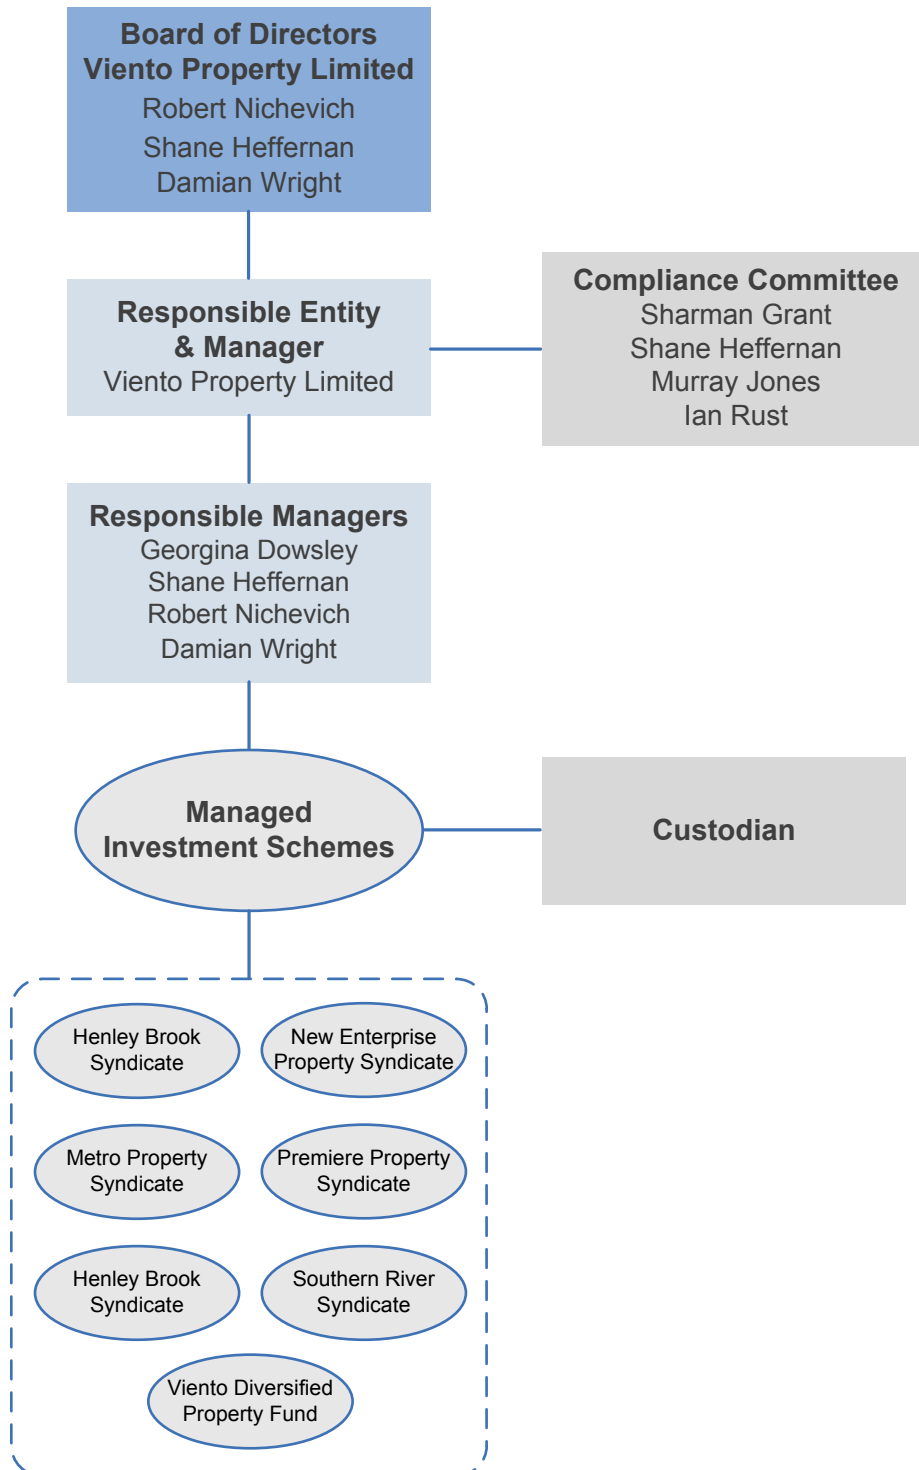 Board of Directors
Viento Property Limited
Robert Nichevich
Shane Heffernan
Damian Wright
Responsible Entity
& Manager
Viento Property Limited
Compliance Committee
Sharman Grant
Shane Heffernan
Murray Jones
Ian Rust
Responsible Managers
Georgina Dowsley
Shane Heffernan
Robert Nichevich
Damian Wright
Managed
Investment Schemes
Custodian
Henley Brook
Syndicate
New Enterprise
Property Syndicate
Metro Property
Syndicate
Premiere Property
Syndicate
Henley Brook
Syndicate
Southern River
Syndicate
Viento Diversified
Property Fund